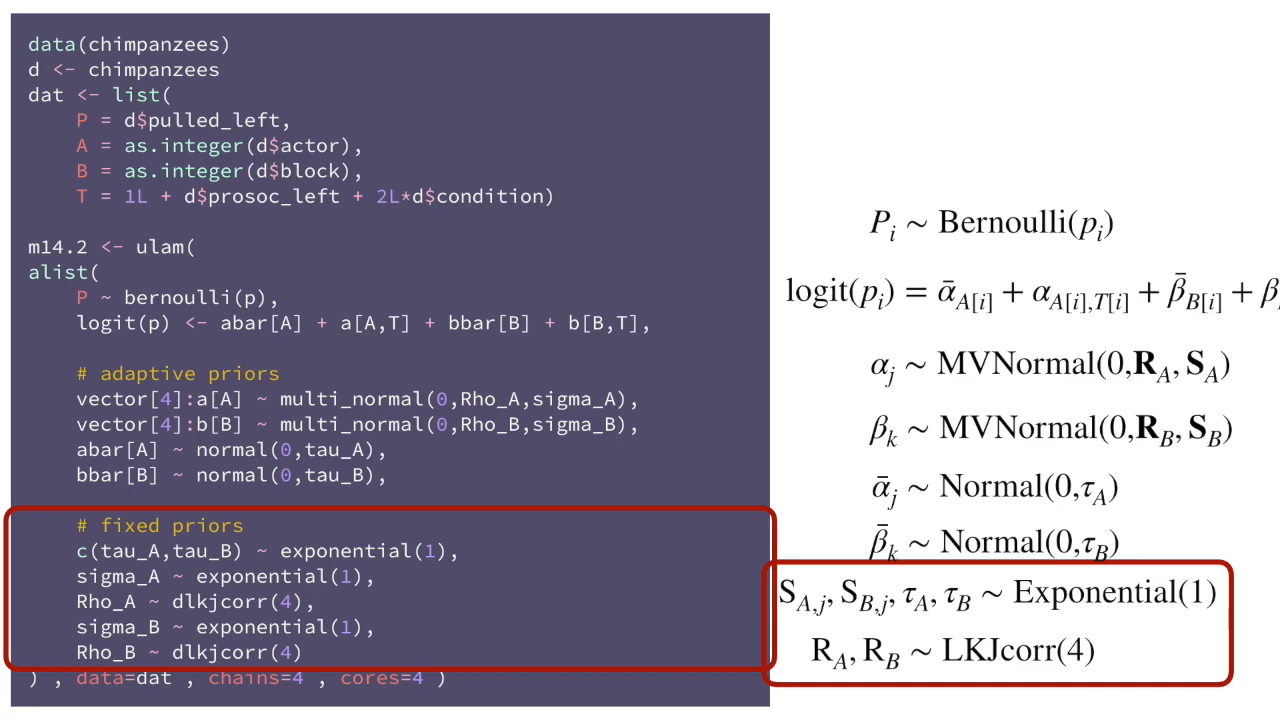 data(chimpanzees)
d <- chimpanzees
dat <- list(
    P = d$pulled_left,
    A = as.integer(d$actor),
    B = as.integer(d$block),
    T = 1L + d$prosoc_left + 2L*d$condition)
m14.2 <- ulam(
alist(
    P ~ bernoulli(p),
    logit(p) <- abar[A] + a[A,T] + bbar[B] + b[B,T],
    # adaptive priors
    vector[4]:a[A] ~ multi_normal(0,Rho_A,sigma_A),
    vector[4]:b[B] ~ multi_normal(0,Rho_B,sigma_B),
    abar[A] ~ normal(0,tau_A),
    bbar[B] ~ normal(0,tau_B),
    # fixed priors
    c(tau_A,tau_B) ~ exponential(1),
    sigma_A ~ exponential(1),
    Rho_A ~ dlkjcorr(4),
    sigma_B ~ exponential(1),
    Rho_B ~ dlkjcorr(4)
) , data=dat , chains=4 , cores=4 )
P_i ∼ Bernoulli(p_i)
logit(p_i) = ᾱ_{A[i]} + α_{A[i],T[i]} + β̄_{B[i]} + β
α_j ∼ MVNormal(0,R_A, S_A)
β_k ∼ MVNormal(0,R_B, S_B)
ᾱ_j ∼ Normal(0,τ_A)
β̄_k ∼ Normal(0,τ_B)
S_{A,j}, S_{B,j}, τ_A, τ_B ∼ Exponential(1)
R_A, R_B ∼ LKJcorr(4)